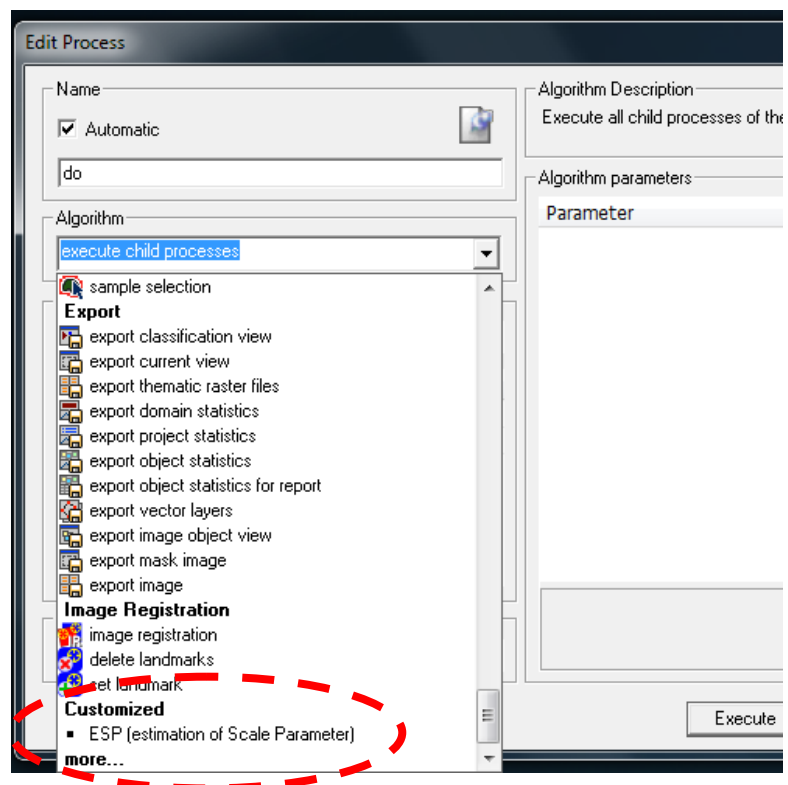 Edit Process
Name
Automatic
do
Algorithm
execute child processes
sample selection
Export
export classification view
export current view
export thematic raster files
export domain statistics
export project statistics
export object statistics
export object statistics for report
export vector layers
export image object view
export mask image
export image
Image Registration
image registration
delete landmarks
set landmark
Customized
ESP (estimation of Scale Parameter)
more...
Algorithm Description
Execute all child processes of the
Algorithm parameters
Parameter
Execute